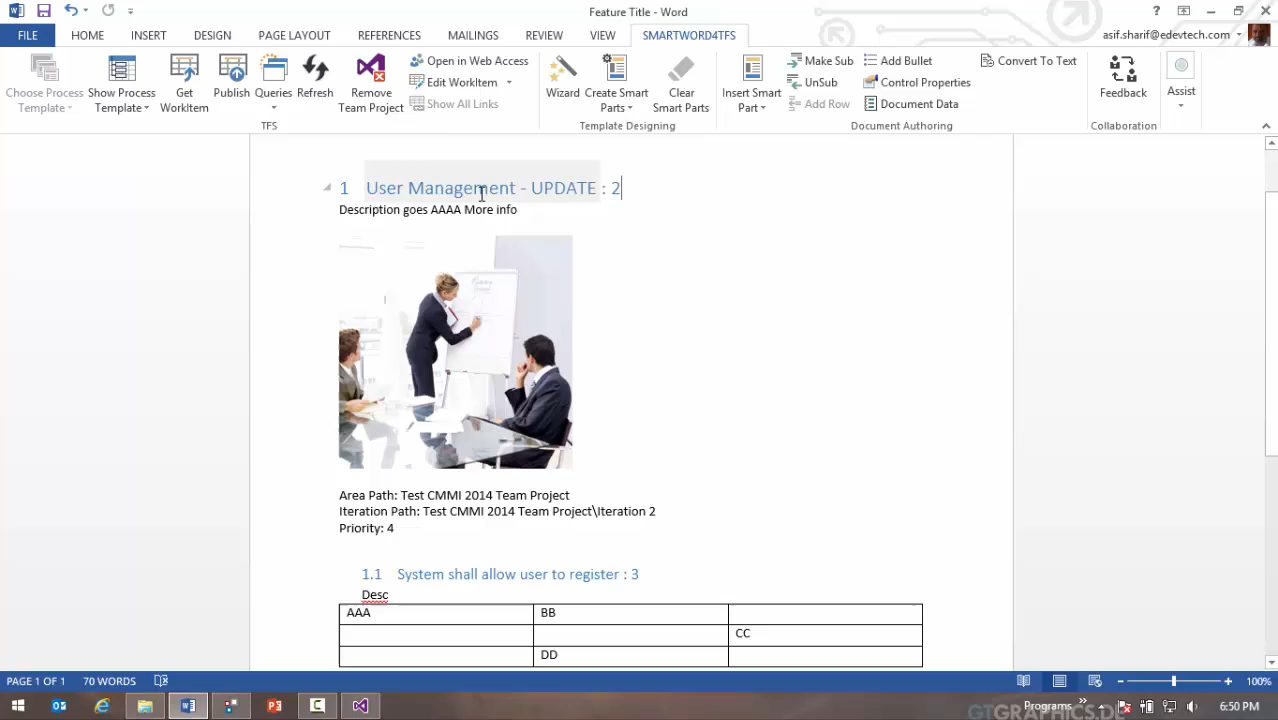 Feature Title - Word
FILE HOME INSERT DESIGN PAGE LAYOUT REFERENCES MAILINGS REVIEW VIEW SMARTWORD4TFS asif.sharif@edevtech.com
Choose Process Template
Show Process Template
Get WorkItem
Publish
Queries
Refresh
Remove Team Project
Open in Web Access
Edit WorkItem
Show All Links
TFS
Wizard
Create Smart Parts
Clear Smart Parts
Template Designing
Insert Smart Part
Make Sub
UnSub
Add Row
Add Bullet
Control Properties
Document Data
Convert To Text
Document Authoring
Feedback
Collaboration
Assist
1 User Management - UPDATE : 2
Description goes AAAA More info
Area Path: Test CMMI 2014 Team Project
Iteration Path: Test CMMI 2014 Team Project\Iteration 2
Priority: 4
1.1 System shall allow user to register : 3
Desc
AAA BB
CC
DD
PAGE 1 OF 1 70 WORDS 100%
Programs 6:50 PM
GTGRAPHICS.DE